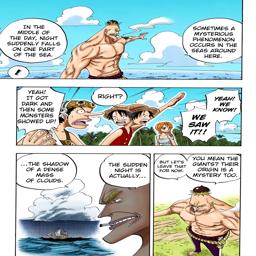 SOMETIMES
A MYSTERIOUS
PHENOMENON
OCCURS IN THE
SEAS AROUND
HERE.
IN THE
MIDDLE OF
THE DAY, NIGHT
SUDDENLY FALLS
ON ONE PART
OF THE SEA.
YEAH!
WE
KNOW!
WE
SAW
IT!!
RIGHT?
YEAH!
IT GOT
DARK AND
THEN SOME
MONSTERS
SHOWED UP!
YOU MEAN THE
GIANTS? THEIR
ORIGIN IS A
MYSTERY TOO.
BUT LET'S
LEAVE THAT
FOR NOW.
THE SUDDEN
NIGHT IS
ACTUALLY...
...THE SHADOW
OF A DENSE
MASS
OF CLOUDS.